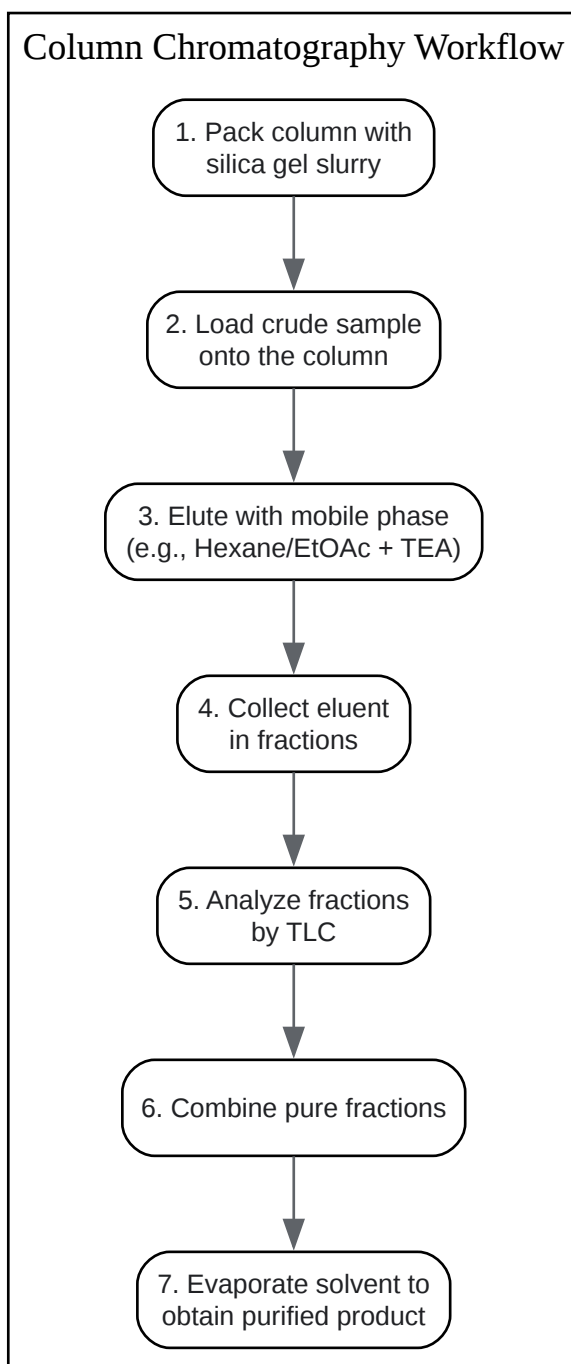 Column Chromatography Workflow
1. Pack column with
silica gel slurry
2. Load crude sample
onto the column
3. Elute with mobile phase
(e.g., Hexane/EtOAc + TEA)
4. Collect eluent
in fractions
5. Analyze fractions
by TLC
6. Combine pure fractions
7. Evaporate solvent to
obtain purified product